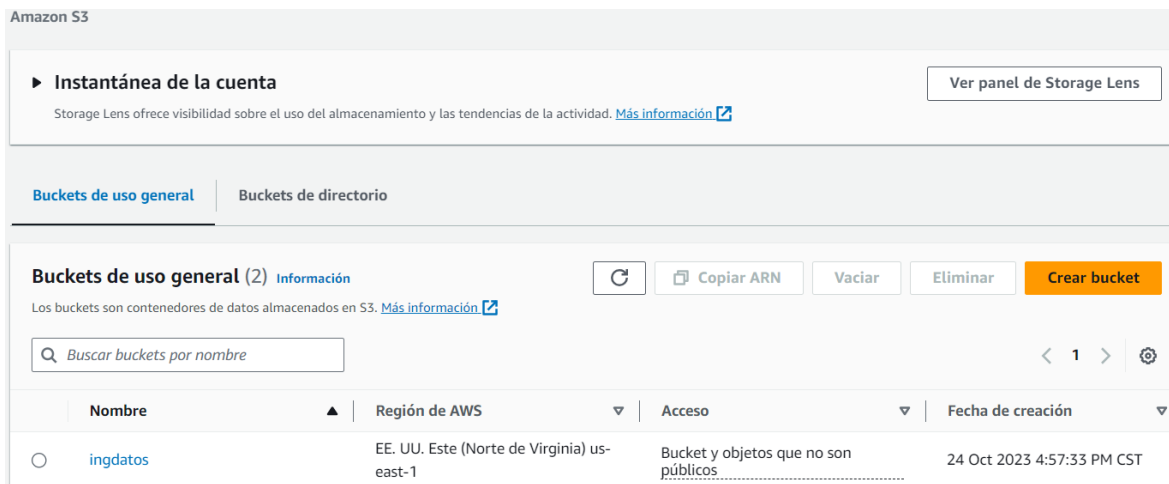 Amazon S3
Instantánea de la cuenta
Ver panel de Storage Lens
Storage Lens ofrece visibilidad sobre el uso del almacenamiento y las tendencias de la actividad. Más información
Buckets de uso general
Buckets de directorio
Buckets de uso general (2) Información
Copiar ARN
Vaciar
Eliminar
Crear bucket
Los buckets son contenedores de datos almacenados en S3. Más información
Buscar buckets por nombre
1
Nombre
Región de AWS
Acceso
Fecha de creación
ingdatos
EE. UU. Este (Norte de Virginia) us-
east-1
Bucket y objetos que no son
públicos
24 Oct 2023 4:57:33 PM CST